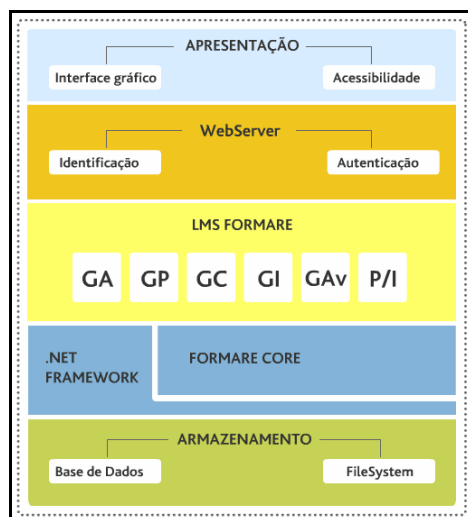 APRESENTAÇÃO
Interface gráfico
Acessibilidade
WebServer
Identificação
Autenticação
LMS FORMARE
GA GP GC GI GAv P/I
.NET
FRAMEWORK
FORMARE CORE
ARMAZENAMENTO
Base de Dados
FileSystem